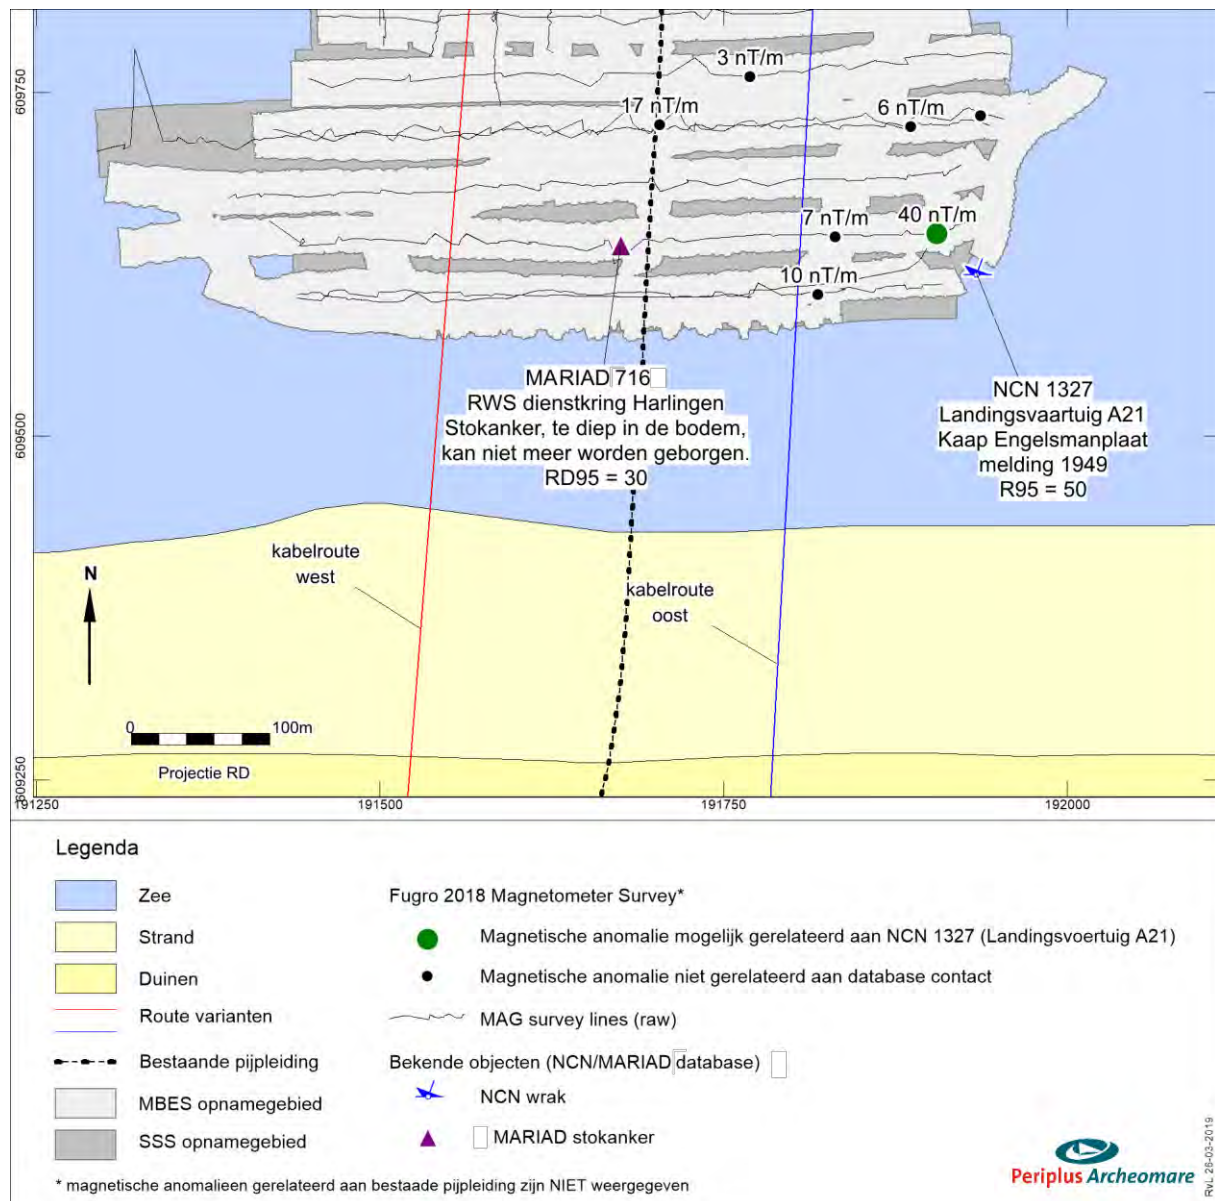 3 nT/m
17 nT/m
6 nT/m
7 nT/m
40 nT/m
10 nT/m
609750
609500
609250
MARIAD 716
RWS dienstkring Harlingen
Stokanker, te diep in de bodem,
kan niet meer worden geborgen.
RD95 = 30
NCN 1327
Landingsvaartuig A21
Kaap Engelsmanplaat
melding 1949
R95 = 50
kabelroute
west
kabelroute
oost
N
0 100m
Projectie RD
191250 191500 191750 192000
Legenda
Zee
Strand
Duinen
Route varianten
Bestaande pijpleiding
MBES opnamegebied
SSS opnamegebied
Fugro 2018 Magnetometer Survey*
Magnetische anomalie mogelijk gerelateerd aan NCN 1327 (Landingsvoertuig A21)
Magnetische anomalie niet gerelateerd aan database contact
MAG survey lines (raw)
Bekende objecten (NCN/MARIAD database)
NCN wrak
MARIAD stokanker
* magnetische anomalieen gerelateerd aan bestaade pijpleiding zijn NIET weergegeven
Periplus Archeomare
RvL 26-03-2019